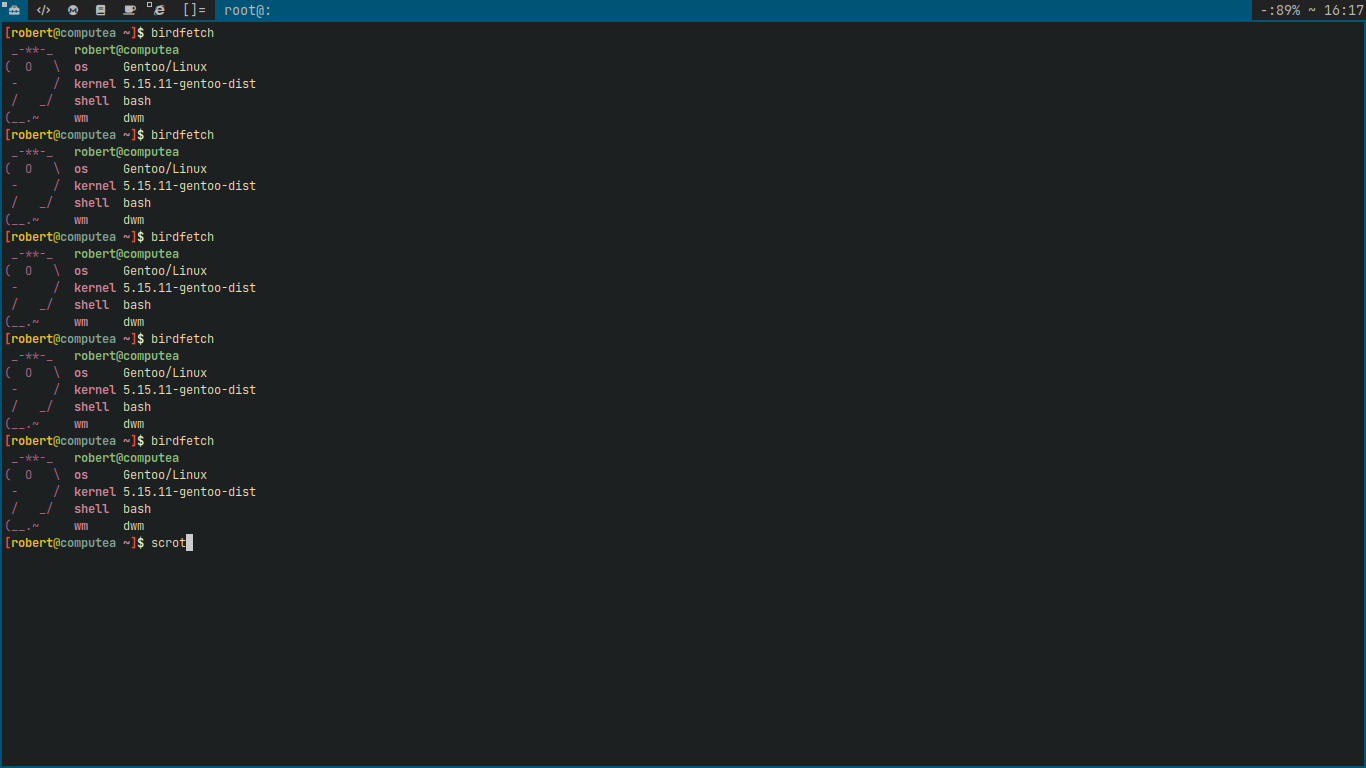 </> []= root@: -:89% ~ 16:17
[robert@computea ~]$ birdfetch
 _-**-_   robert@computea
(  O   \  os     Gentoo/Linux
 -     /  kernel 5.15.11-gentoo-dist
 /   _/   shell  bash
(__.~     wm     dwm
[robert@computea ~]$ birdfetch
 _-**-_   robert@computea
(  O   \  os     Gentoo/Linux
 -     /  kernel 5.15.11-gentoo-dist
 /   _/   shell  bash
(__.~     wm     dwm
[robert@computea ~]$ birdfetch
 _-**-_   robert@computea
(  O   \  os     Gentoo/Linux
 -     /  kernel 5.15.11-gentoo-dist
 /   _/   shell  bash
(__.~     wm     dwm
[robert@computea ~]$ birdfetch
 _-**-_   robert@computea
(  O   \  os     Gentoo/Linux
 -     /  kernel 5.15.11-gentoo-dist
 /   _/   shell  bash
(__.~     wm     dwm
[robert@computea ~]$ birdfetch
 _-**-_   robert@computea
(  O   \  os     Gentoo/Linux
 -     /  kernel 5.15.11-gentoo-dist
 /   _/   shell  bash
(__.~     wm     dwm
[robert@computea ~]$ scrot